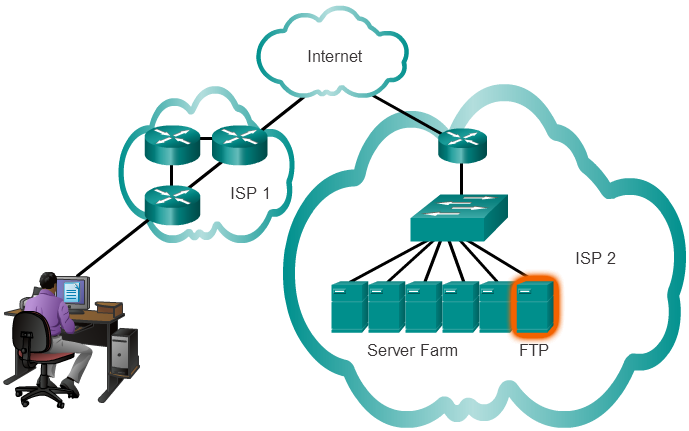 Internet
ISP 1
ISP 2
Server Farm
FTP